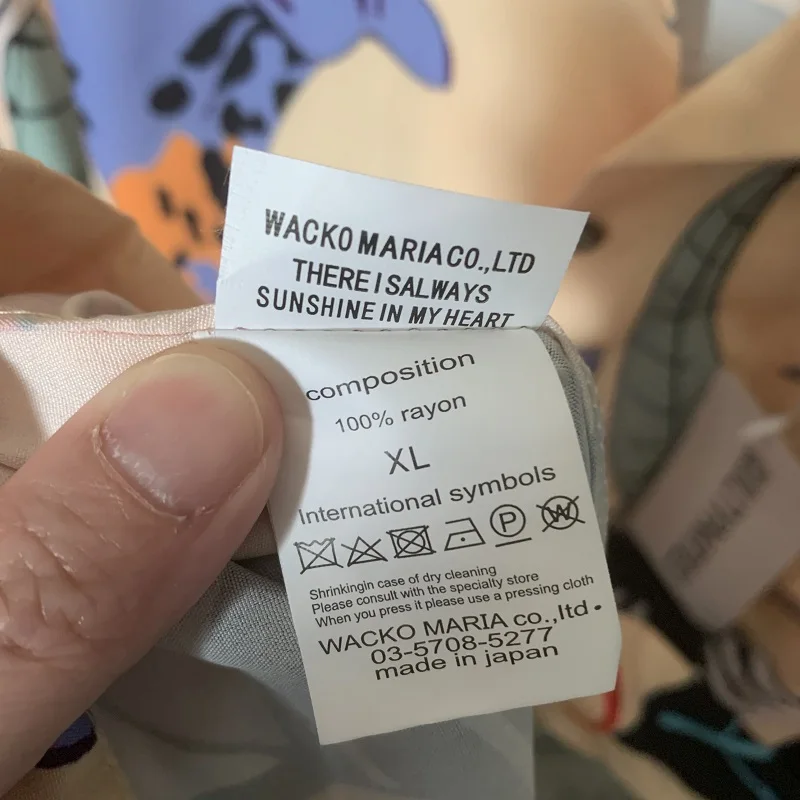 WACKO MARIA CO.,LTD
THERE I SALWAYS
SUNSHINE IN MY HEART
composition
100% rayon
XL
International symbols
P W
Shrinkingin case of dry cleaning
Please consult with the specialty store
When you press it please use a pressing cloth
WACKO MARIA co.,ltd.
03-5708-5277
made in japan